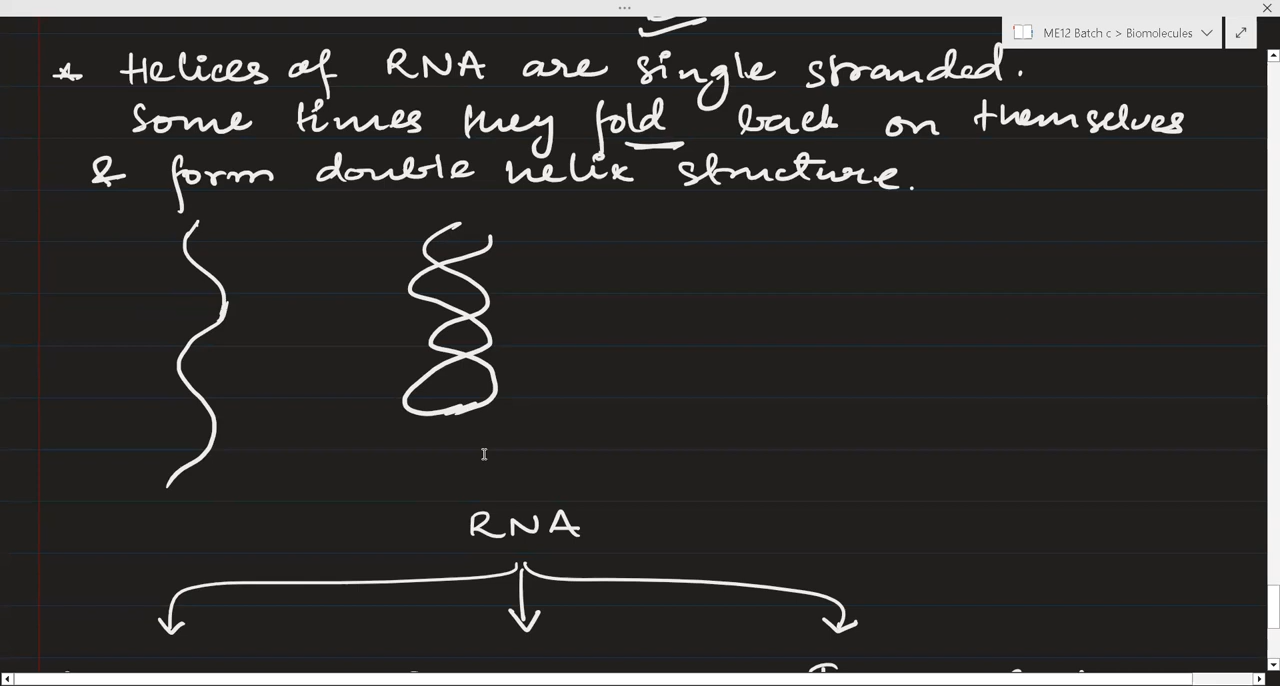 ME12 Batch c > Biomolecules
* Helices of RNA are single stranded.
Some times they fold back on themselves
& form double helix structure.
RNA